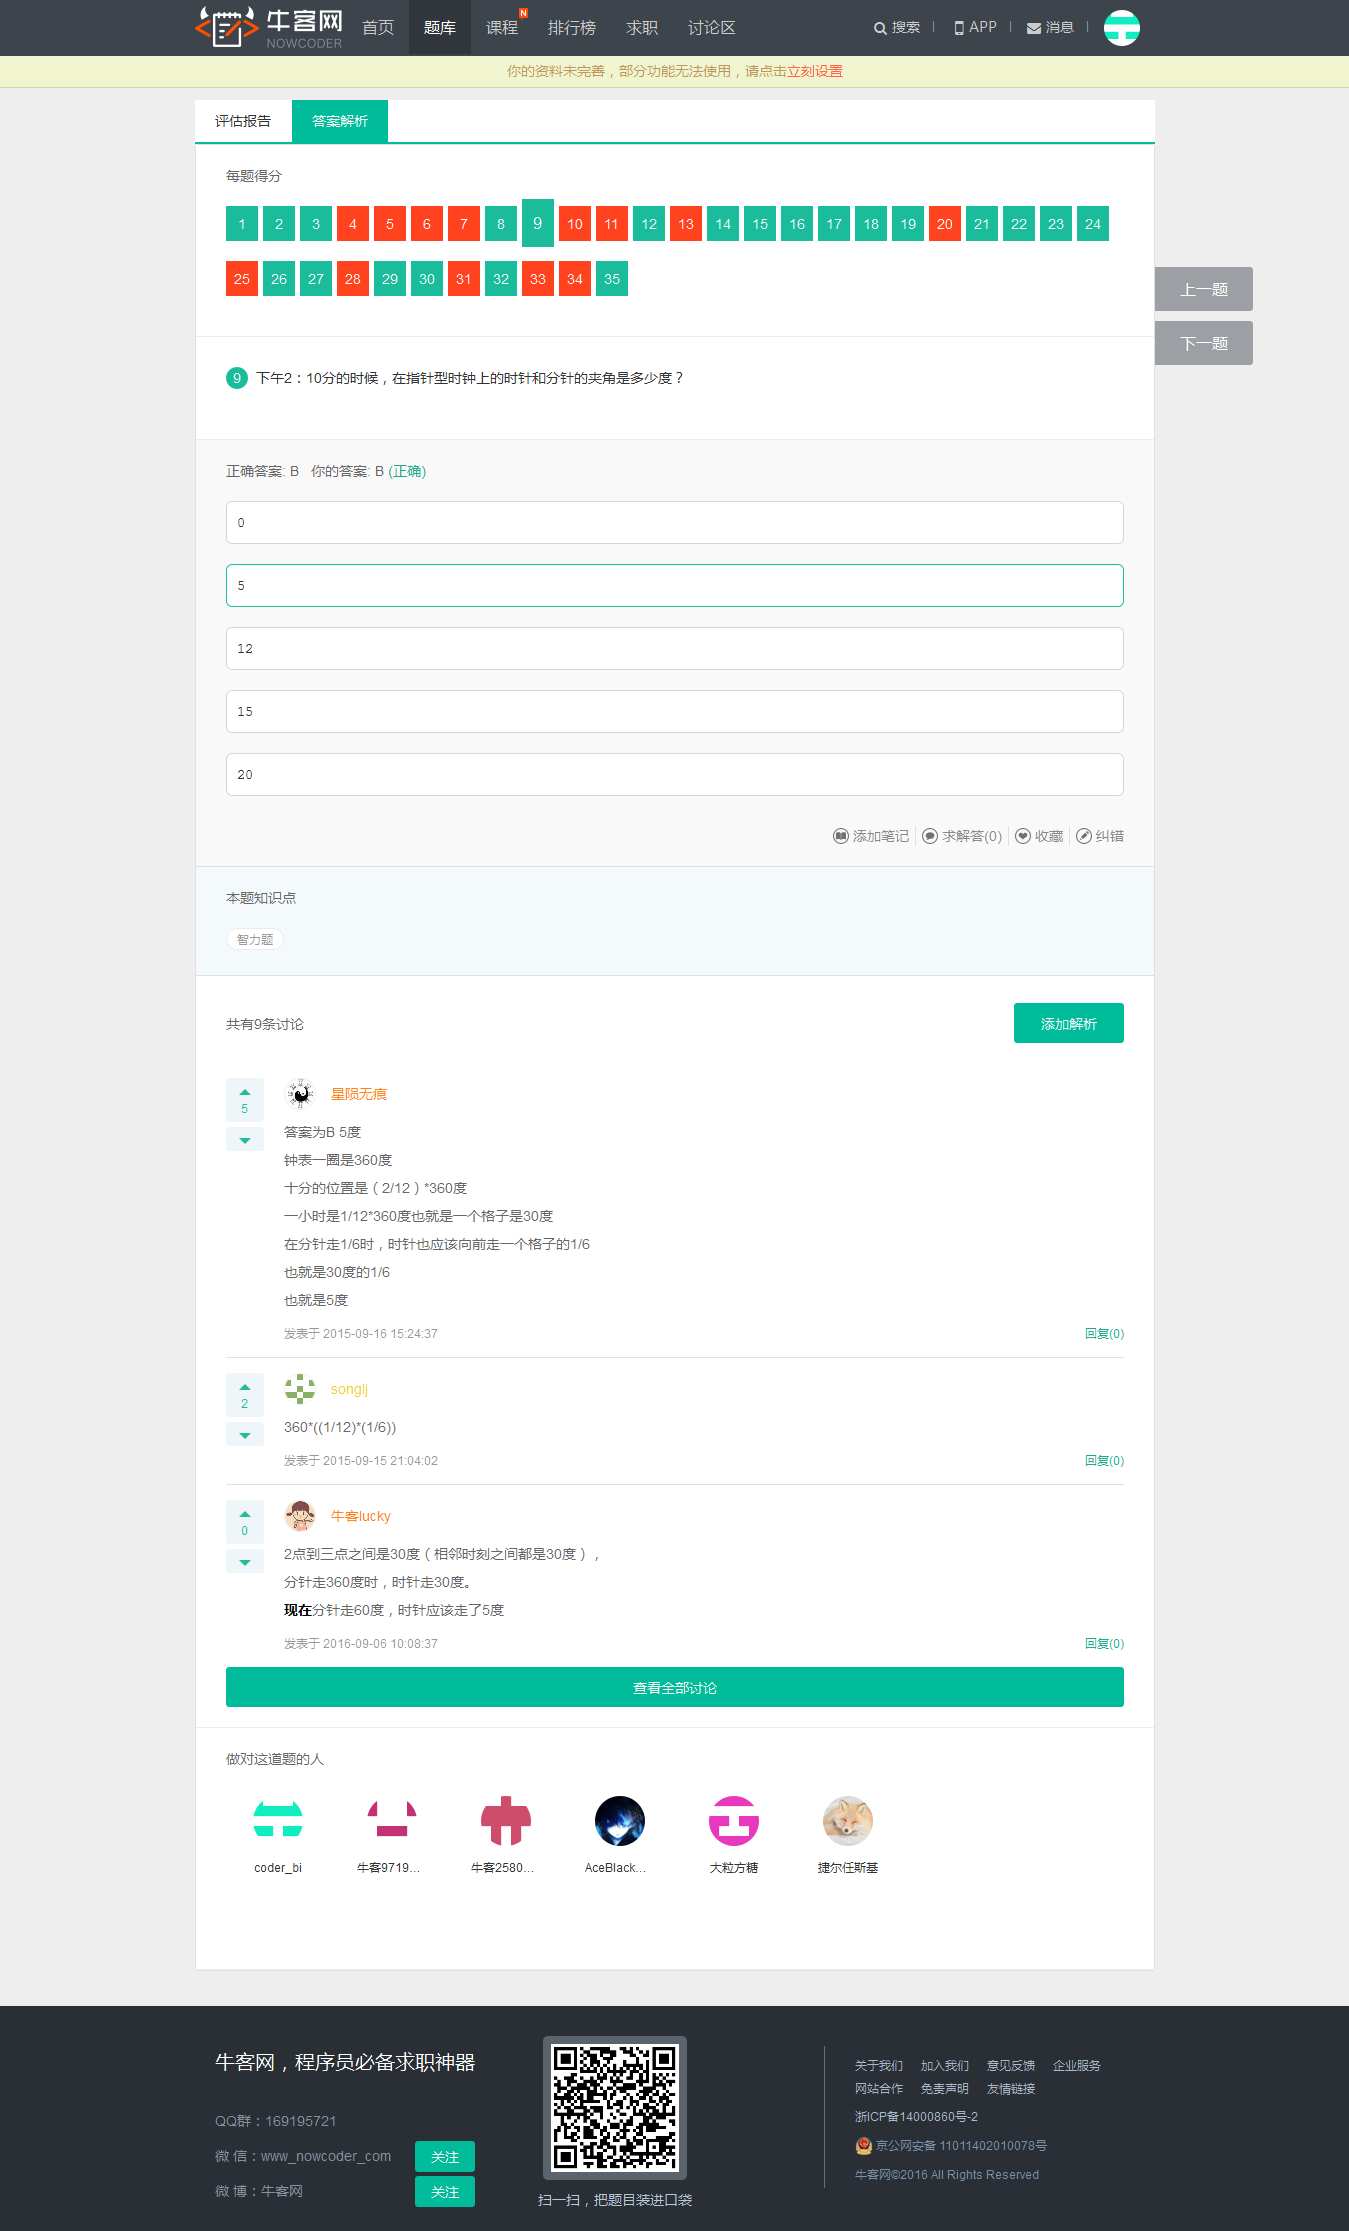 牛客网
NOWCODER
首页 题库 课程 N 排行榜 求职 讨论区 搜索 APP 消息
你的资料未完善，部分功能无法使用，请点击立刻设置
评估报告 答案解析
每题得分
1 2 3 4 5 6 7 8 9 10 11 12 13 14 15 16 17 18 19 20 21 22 23 24
25 26 27 28 29 30 31 32 33 34 35
上一题
下一题
9 下午2：10分的时候，在指针型时钟上的时针和分针的夹角是多少度？
正确答案: B 你的答案: B (正确)
0
5
12
15
20
添加笔记 求解答(0) 收藏 纠错
本题知识点
智力题
共有9条讨论 添加解析
5 星陨无痕
答案为B 5度
钟表一圈是360度
十分的位置是（2/12）*360度
一小时是1/12*360度也就是一个格子是30度
在分针走1/6时，时针也应该向前走一个格子的1/6
也就是30度的1/6
也就是5度
发表于 2015-09-16 15:24:37 回复(0)
2 songlj
360*((1/12)*(1/6))
发表于 2015-09-15 21:04:02 回复(0)
0 牛客lucky
2点到三点之间是30度（相邻时刻之间都是30度），
分针走360度时，时针走30度。
现在分针走60度，时针应该走了5度
发表于 2016-09-06 10:08:37 回复(0)
查看全部讨论
做对这道题的人
coder_bi 牛客9719... 牛客2580... AceBlack... 大粒方糖 捷尔任斯基
牛客网，程序员必备求职神器
QQ群：169195721
微 信：www_nowcoder_com 关注
微 博：牛客网 关注
扫一扫，把题目装进口袋
关于我们 加入我们 意见反馈 企业服务
网站合作 免责声明 友情链接
浙ICP备14000860号-2
京公网安备 11011402010078号
牛客网©2016 All Rights Reserved